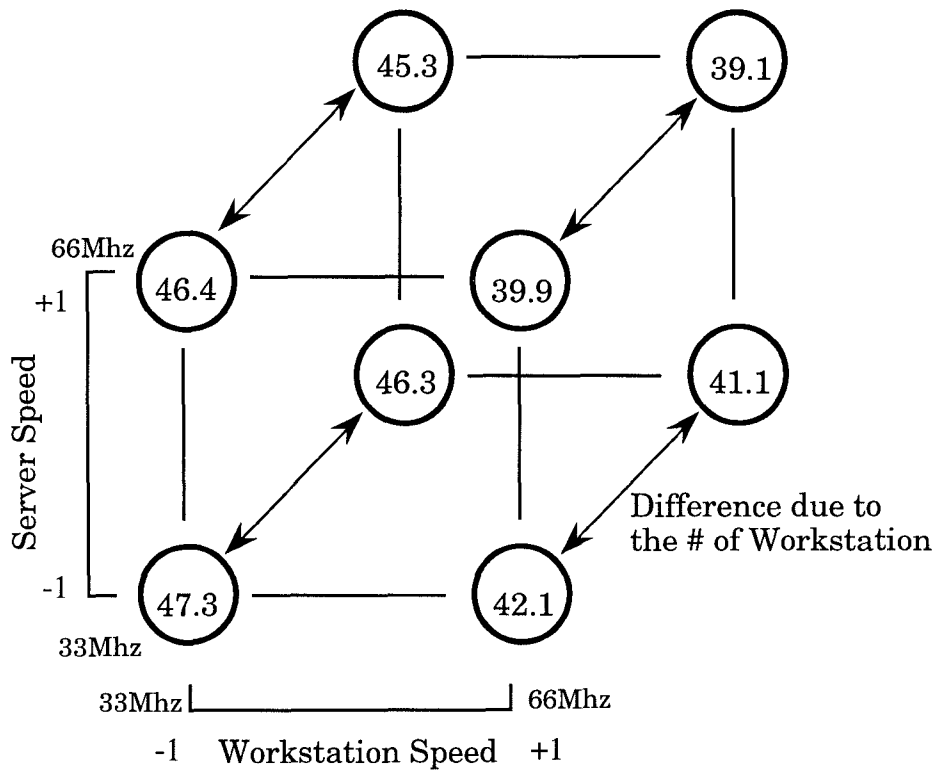 45.3
39.1
66Mhz
+1
46.4
39.9
Server Speed
46.3
41.1
Difference due to
the # of Workstation
-1
47.3
42.1
33Mhz
33Mhz
66Mhz
-1 Workstation Speed +1